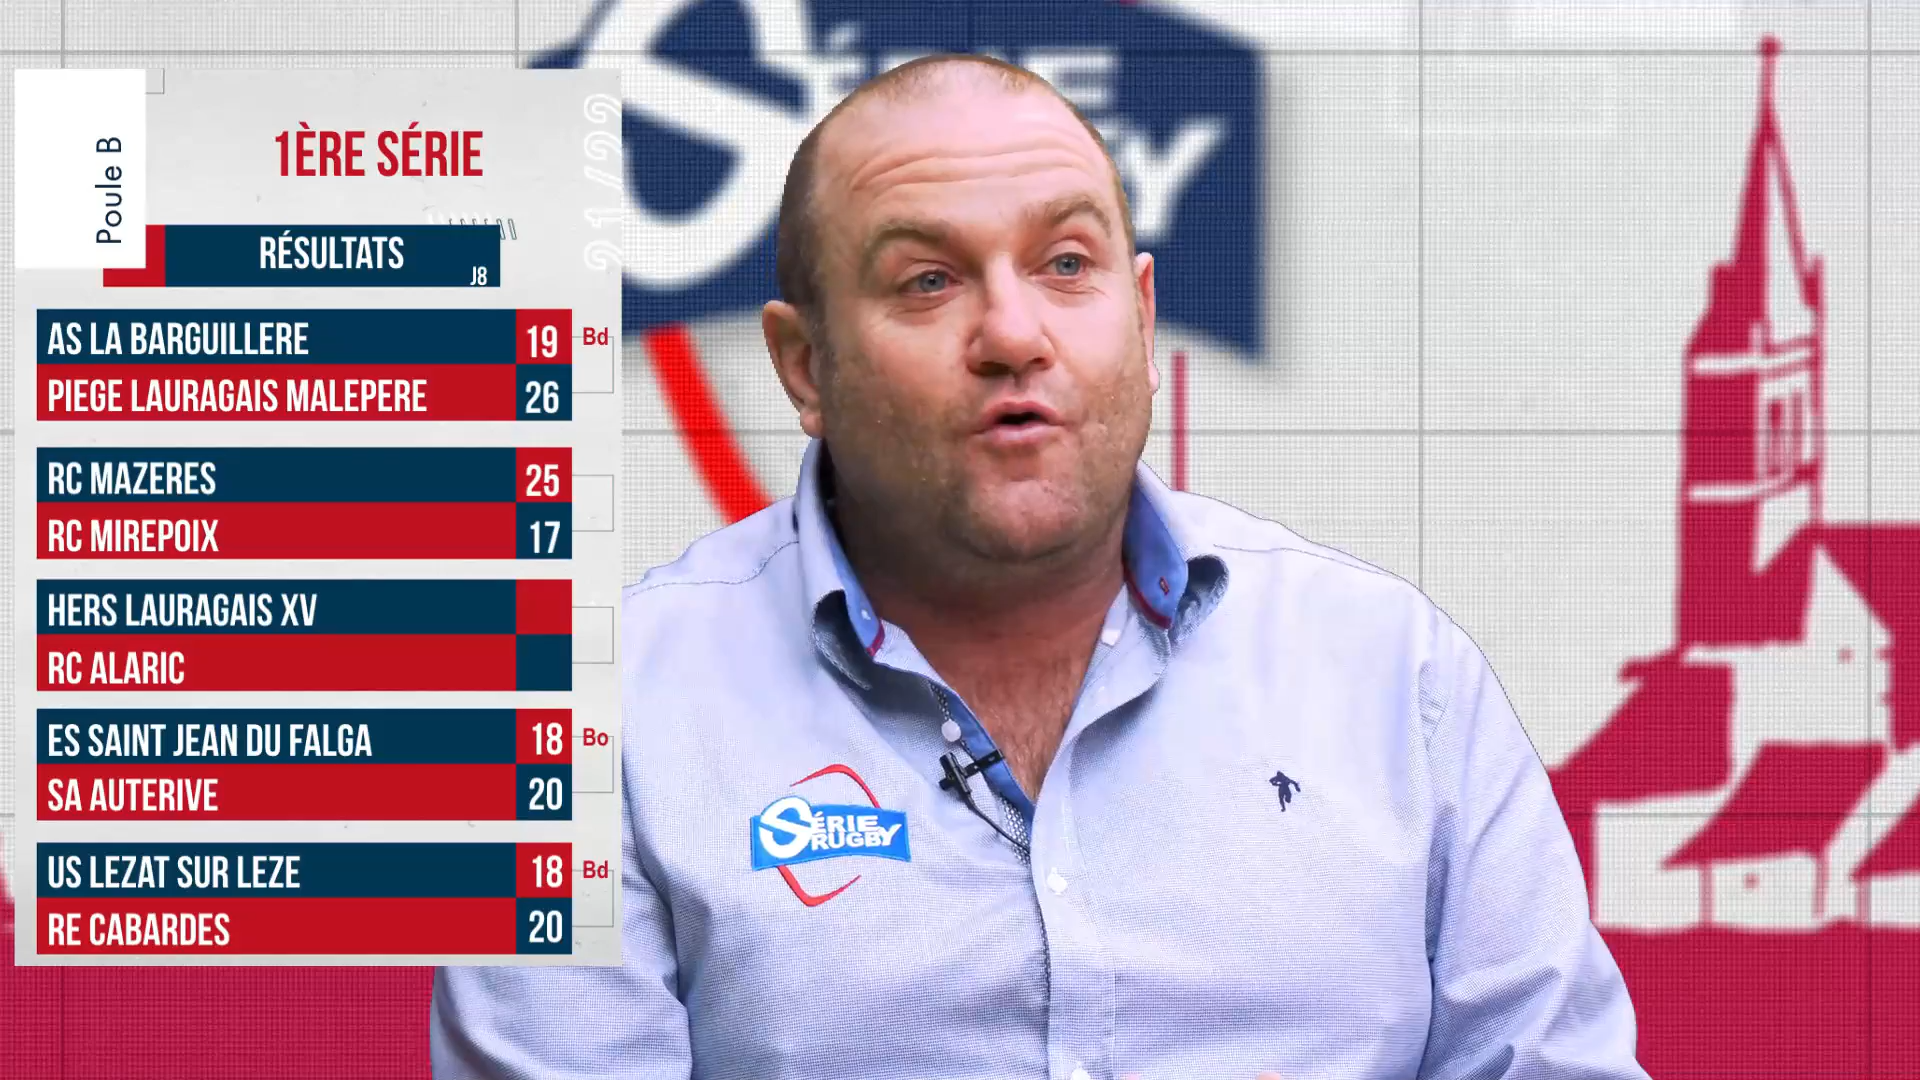 Poule B
1ÈRE SÉRIE
21/22
RÉSULTATS
J8
AS LA BARGUILLERE 19 Bd
PIEGE LAURAGAIS MALEPERE 26
RC MAZERES 25
RC MIREPOIX 17
HERS LAURAGAIS XV
RC ALARIC
ES SAINT JEAN DU FALGA 18 Bo
SA AUTERIVE 20
US LEZAT SUR LEZE 18 Bd
RE CABARDES 20
SÉRIE
RUGBY